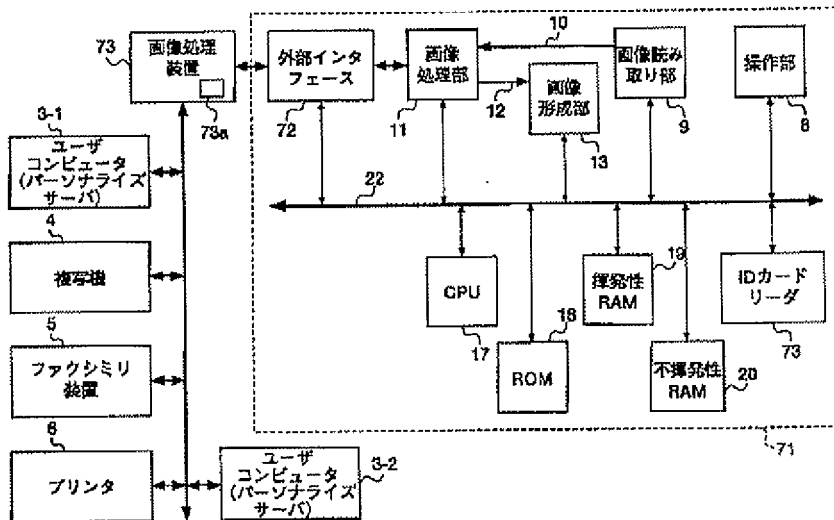 73
画像処理
装置
73a
外部インタ
フェース
72
画像
処理部
11
10
12
画像
形成部
13
画像読み
取り部
9
操作部
8
3-1
ユーザ
コンピュータ
(パーソナライズ
サーバ)
22
4
複写機
CPU
17
ROM
18
揮発性
RAM
19
不揮発性
RAM
20
IDカード
リーダ
73
5
ファクシミリ
装置
6
プリンタ
ユーザ
コンピュータ
(パーソナライズ
サーバ)
3-2
71